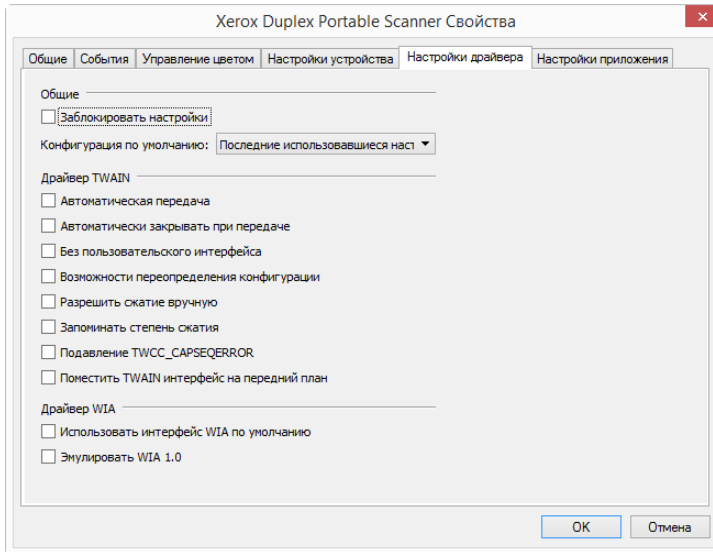 Xerox Duplex Portable Scanner Свойства
Общие События Управление цветом Настройки устройства Настройки драйвера Настройки приложения
Общие
Заблокировать настройки
Конфигурация по умолчанию: Последние использовавшиеся наст
Драйвер TWAIN
Автоматическая передача
Автоматически закрывать при передаче
Без пользовательского интерфейса
Возможности переопределения конфигурации
Разрешить сжатие вручную
Запоминать степень сжатия
Подавление TWCC_CAPSEQERROR
Поместить TWAIN интерфейс на передний план
Драйвер WIA
Использовать интерфейс WIA по умолчанию
Эмулировать WIA 1.0
OK Отмена